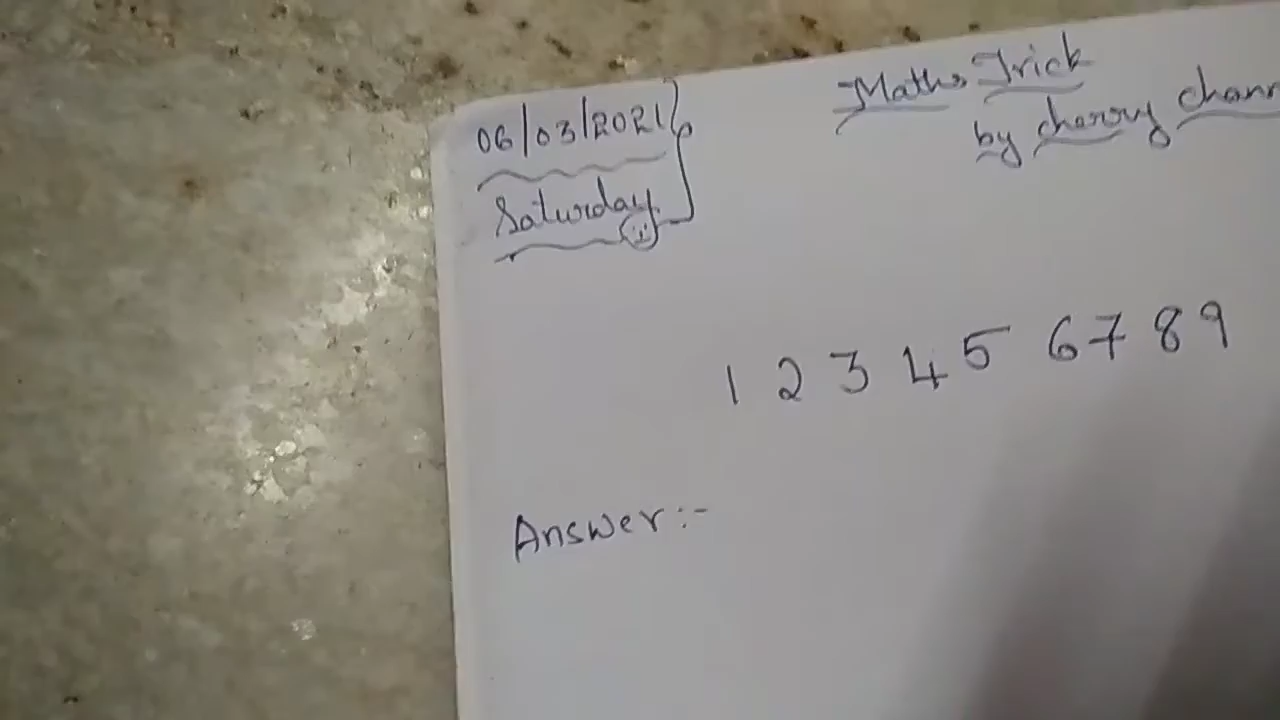 06/03/2021
Saturday
Maths Trick
by cherry
1 2 3 4 5 6 7 8 9
Answer:-